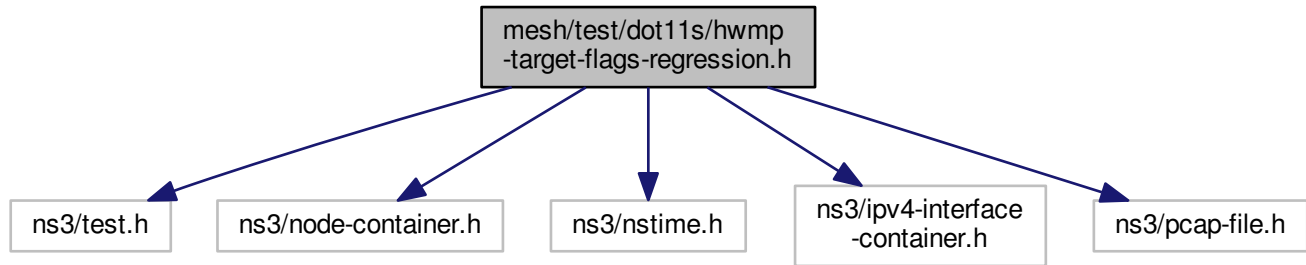 mesh/test/dot11s/hwmp
-target-flags-regression.h
ns3/test.h
ns3/node-container.h
ns3/nstime.h
ns3/ipv4-interface
-container.h
ns3/pcap-file.h